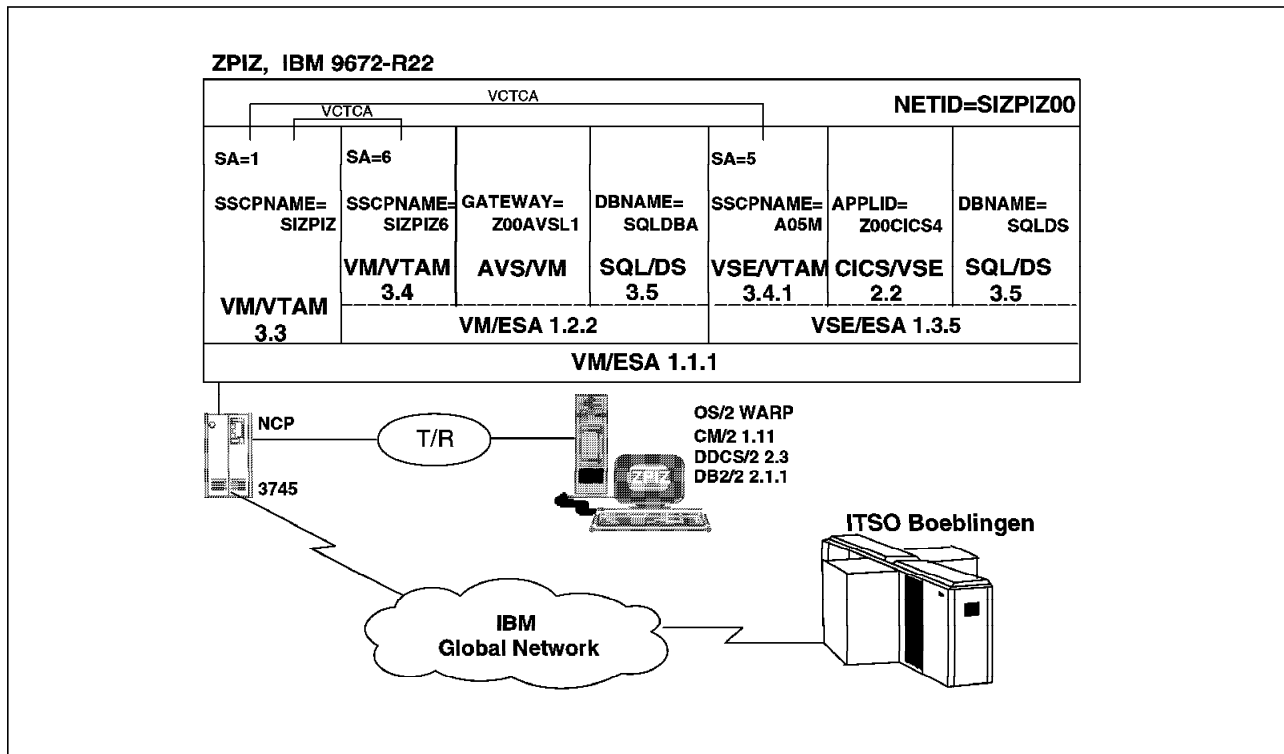 ZPIZ, IBM 9672-R22
VCTCA
NETID=SIZPIZ00
VCTCA
SA=1
SA=6
SA=5
SSCPNAME=
SIZPIZ
SSCPNAME=
SIZPIZ6
GATEWAY=
Z00AVSL1
DBNAME=
SQLDBA
SSCPNAME=
A05M
APPLID=
Z00CICS4
DBNAME=
SQLDS
VM/VTAM
3.4
AVS/VM
SQL/DS
3.5
VSE/VTAM
3.4.1
CICS/VSE
2.2
SQL/DS
3.5
VM/VTAM
3.3
VM/ESA 1.2.2
VSE/ESA 1.3.5
VM/ESA 1.1.1
NCP
3745
T/R
ZPIZ
OS/2 WARP
CM/2 1.11
DDCS/2 2.3
DB2/2 2.1.1
ITSO Boeblingen
IBM
Global Network